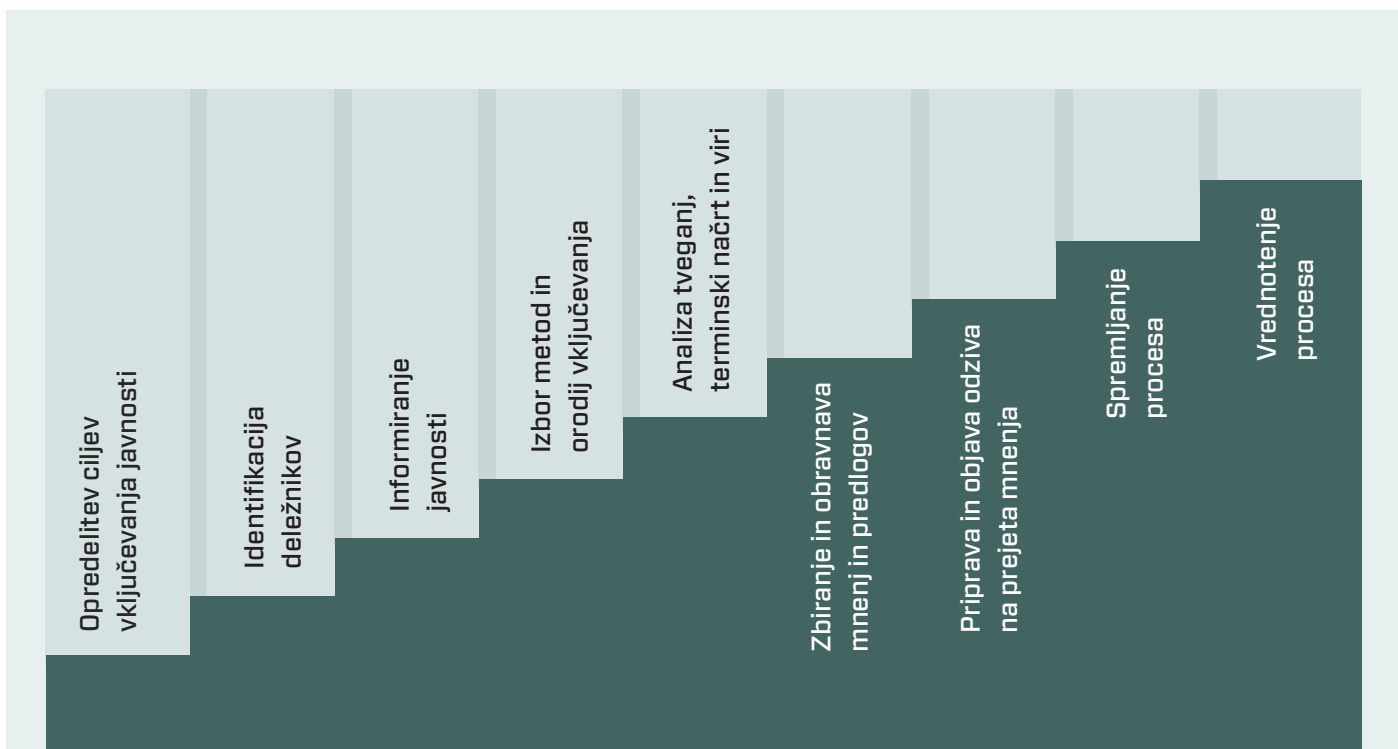 Opredelitev ciljev
vključevanja javnosti
Identifikacija
deležnikov
Informiranje
javnosti
Izbor metod in
orodij vključevanja
Analiza tveganj,
terminski načrt in viri
Zbiranje in obravnava
mnenj in predlogov
Priprava in objava odziva
na prejeta mnenja
Spremljanje
procesa
Vrednotenje
procesa